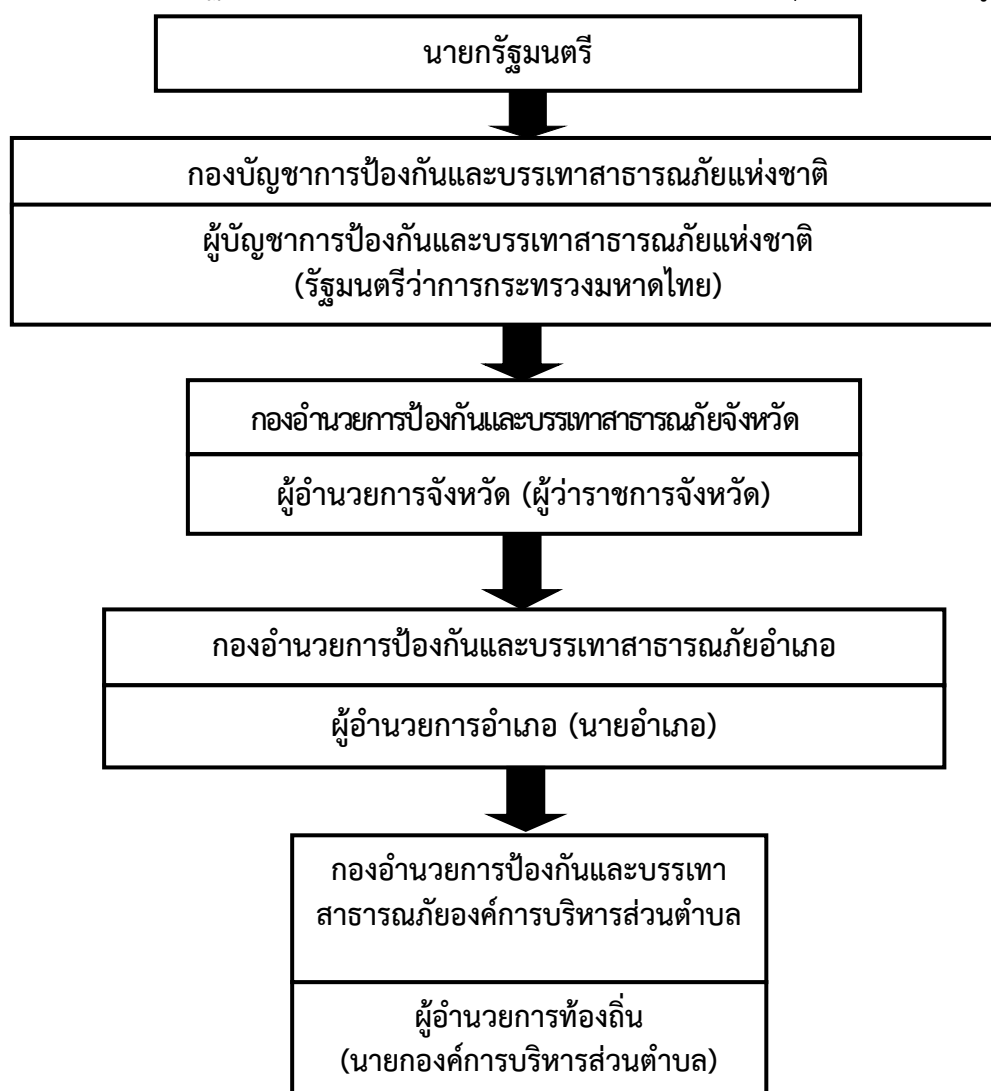 นายกรัฐมนตรี
กองบัญชาการป้องกันและบรรเทาสาธารณภัยแห่งชาติ
ผู้บัญชาการป้องกันและบรรเทาสาธารณภัยแห่งชาติ
(รัฐมนตรีว่าการกระทรวงมหาดไทย)
กองอำนวยการป้องกันและบรรเทาสาธารณภัยจังหวัด
ผู้อำนวยการจังหวัด (ผู้ว่าราชการจังหวัด)
กองอำนวยการป้องกันและบรรเทาสาธารณภัยอำเภอ
ผู้อำนวยการอำเภอ (นายอำเภอ)
กองอำนวยการป้องกันและบรรเทา
สาธารณภัยองค์การบริหารส่วนตำบล
ผู้อำนวยการท้องถิ่น
(นายกองค์การบริหารส่วนตำบล)